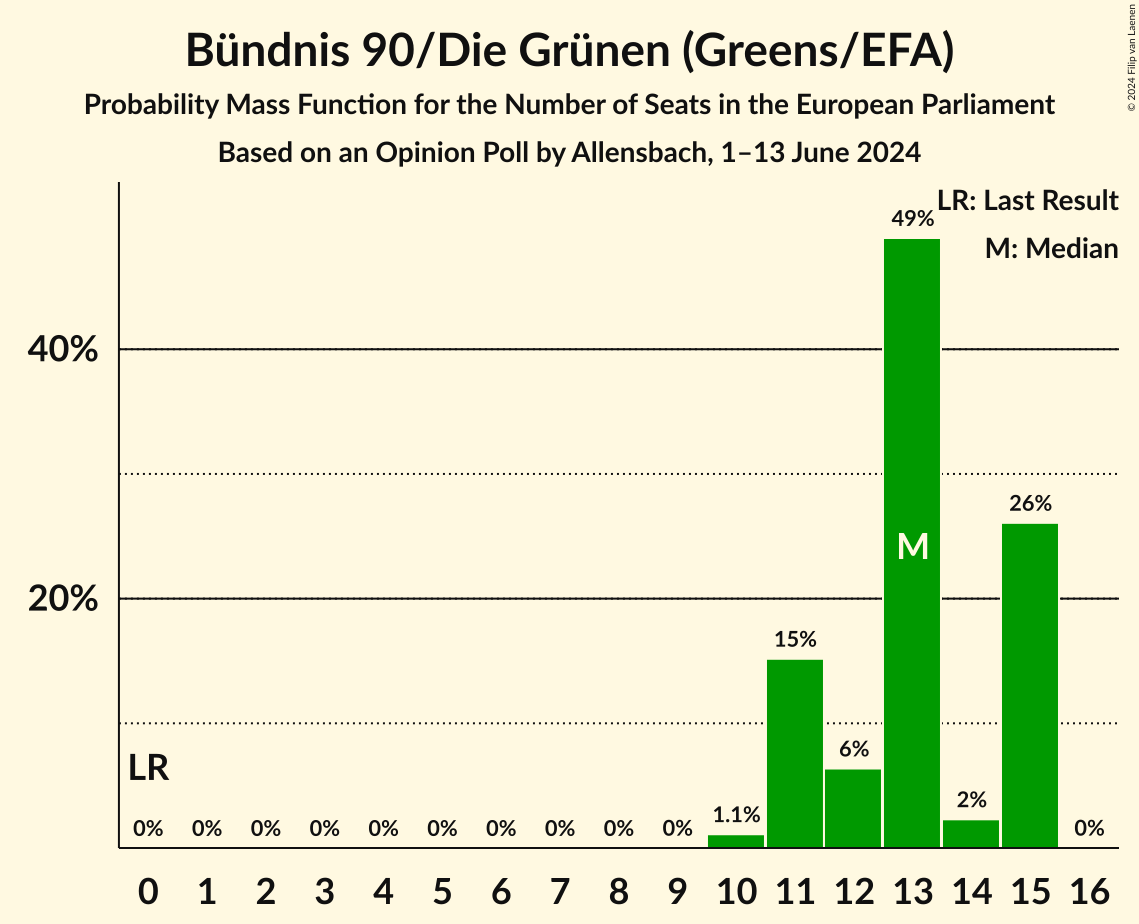 Bündnis 90/Die Grünen (Greens/EFA)
Probability Mass Function for the Number of Seats in the European Parliament
Based on an Opinion Poll by Allensbach, 1–13 June 2024
© 2024 Filip van Laenen
LR: Last Result
M: Median
49%
40%
26%
M
20%
15%
6%
LR
2%
1.1%
0% 0% 0% 0% 0% 0% 0% 0% 0% 0% 0%
0 1 2 3 4 5 6 7 8 9 10 11 12 13 14 15 16